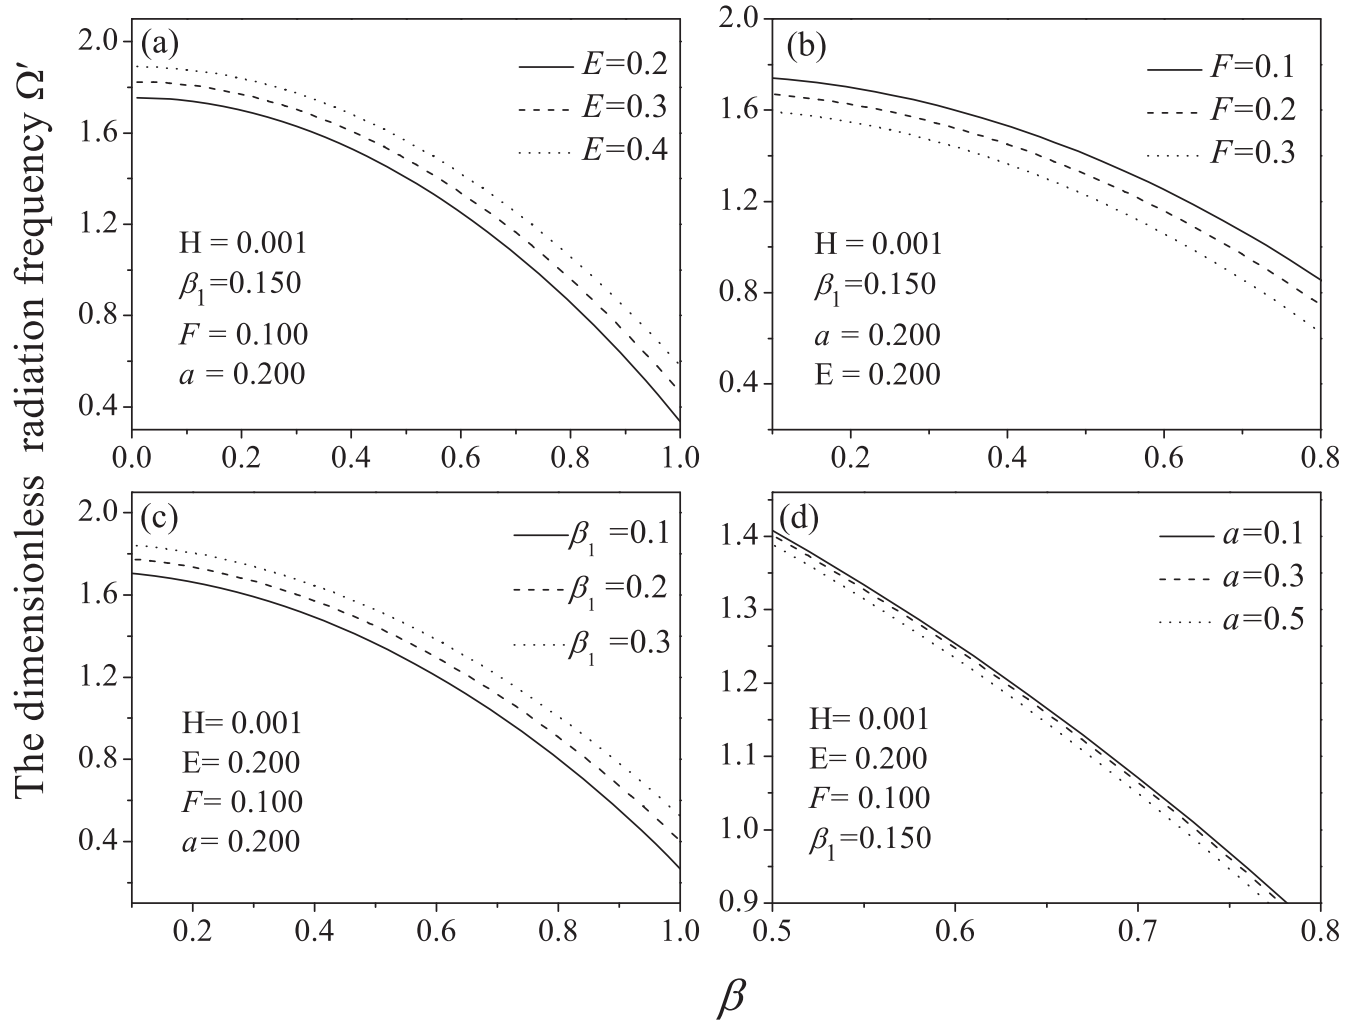 The dimensionless radiation frequency Ω′
(a)
E=0.2
E=0.3
E=0.4
H = 0.001
β₁=0.150
F = 0.100
a = 0.200
2.0
1.6
1.2
0.8
0.4
0.0 0.2 0.4 0.6 0.8 1.0
(b)
F=0.1
F=0.2
F=0.3
H = 0.001
β₁=0.150
a = 0.200
E = 0.200
2.0
1.6
1.2
0.8
0.4
0.2 0.4 0.6 0.8
(c)
β₁ =0.1
β₁ =0.2
β₁ =0.3
H= 0.001
E= 0.200
F= 0.100
a= 0.200
2.0
1.6
1.2
0.8
0.4
0.2 0.4 0.6 0.8 1.0
(d)
a=0.1
a=0.3
a=0.5
H= 0.001
E= 0.200
F= 0.100
β₁=0.150
1.4
1.3
1.2
1.1
1.0
0.9
0.5 0.6 0.7 0.8
β